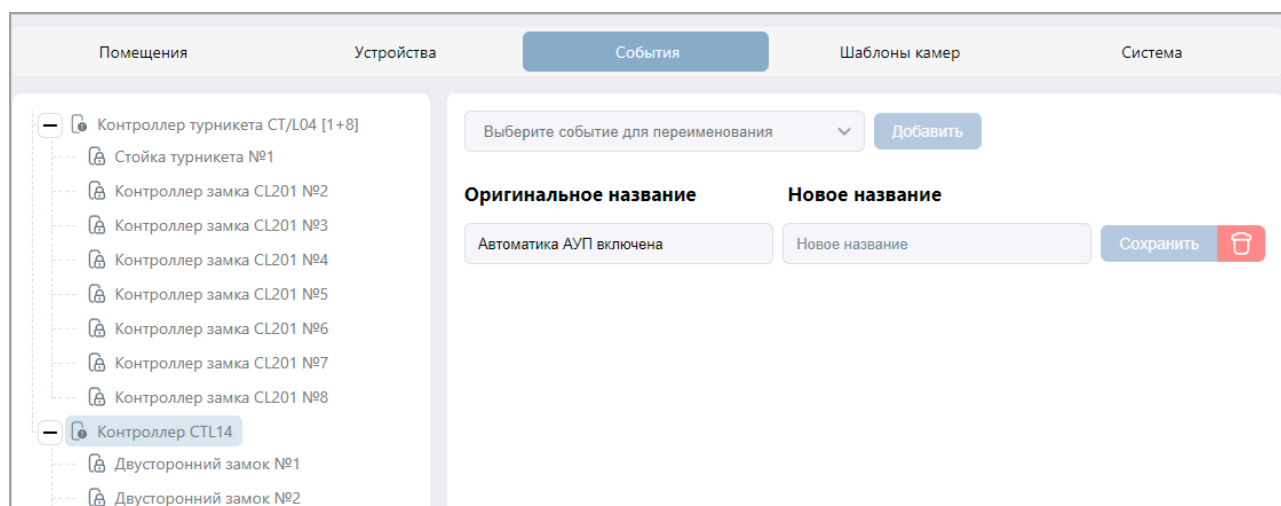 Помещения
Устройства
События
Шаблоны камер
Система
Контроллер турникета CT/L04 [1+8]
Стойка турникета №1
Контроллер замка CL201 №2
Контроллер замка CL201 №3
Контроллер замка CL201 №4
Контроллер замка CL201 №5
Контроллер замка CL201 №6
Контроллер замка CL201 №7
Контроллер замка CL201 №8
Контроллер CTL14
Двусторонний замок №1
Двусторонний замок №2
Выберите событие для переименования
Добавить
Оригинальное название
Новое название
Автоматика АУП включена
Новое название
Сохранить